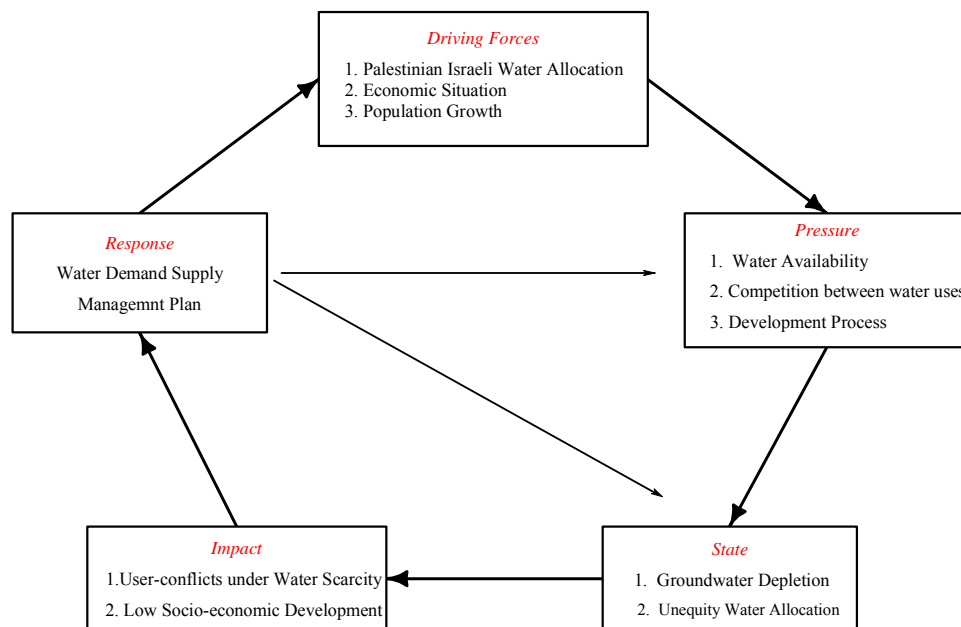 Driving Forces
1. Palestinian Israeli Water Allocation
2. Economic Situation
3. Population Growth
Response
Water Demand Supply
Managemnt Plan
Pressure
1. Water Availability
2. Competition between water uses
3. Development Process
Impact
1.User-conflicts under Water Scarcity
2. Low Socio-economic Development
State
1. Groundwater Depletion
2. Unequity Water Allocation